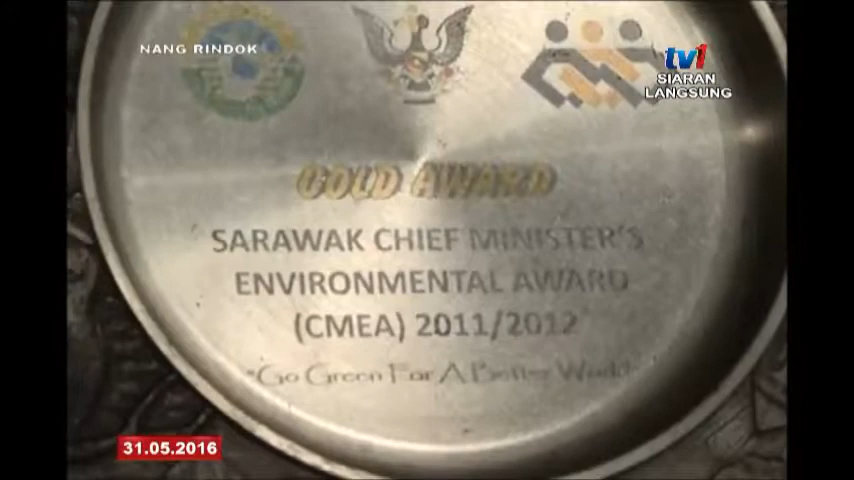 NANG RINDOK
tv1
SIARAN
LANGSUNG
GOLD AWARD
SARAWAK CHIEF MINISTER'S
ENVIRONMENTAL AWARD
(CMEA) 2011/2012
"Go Green For A Better World"
31.05.2016